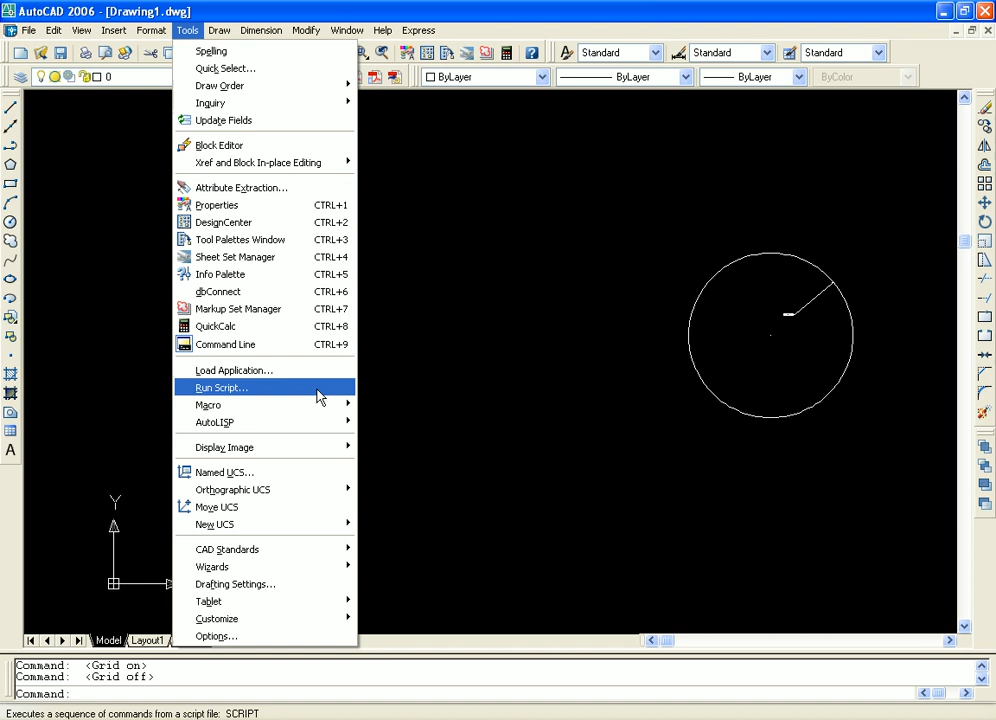 AutoCAD 2006 - [Drawing1.dwg]
File Edit View Insert Format Tools Draw Dimension Modify Window Help Express
Standard Standard Standard
0 ByLayer ByLayer ByLayer ByColor
Spelling
Quick Select...
Draw Order
Inquiry
Update Fields
Block Editor
Xref and Block In-place Editing
Attribute Extraction...
Properties CTRL+1
DesignCenter CTRL+2
Tool Palettes Window CTRL+3
Sheet Set Manager CTRL+4
Info Palette CTRL+5
dbConnect CTRL+6
Markup Set Manager CTRL+7
QuickCalc CTRL+8
Command Line CTRL+9
Load Application...
Run Script...
Macro
AutoLISP
Display Image
Named UCS...
Orthographic UCS
Move UCS
New UCS
CAD Standards
Wizards
Drafting Settings...
Tablet
Customize
Options...
A
Y
Model Layout1
Command: <Grid on>
Command: <Grid off>
Command:
Executes a sequence of commands from a script file: SCRIPT